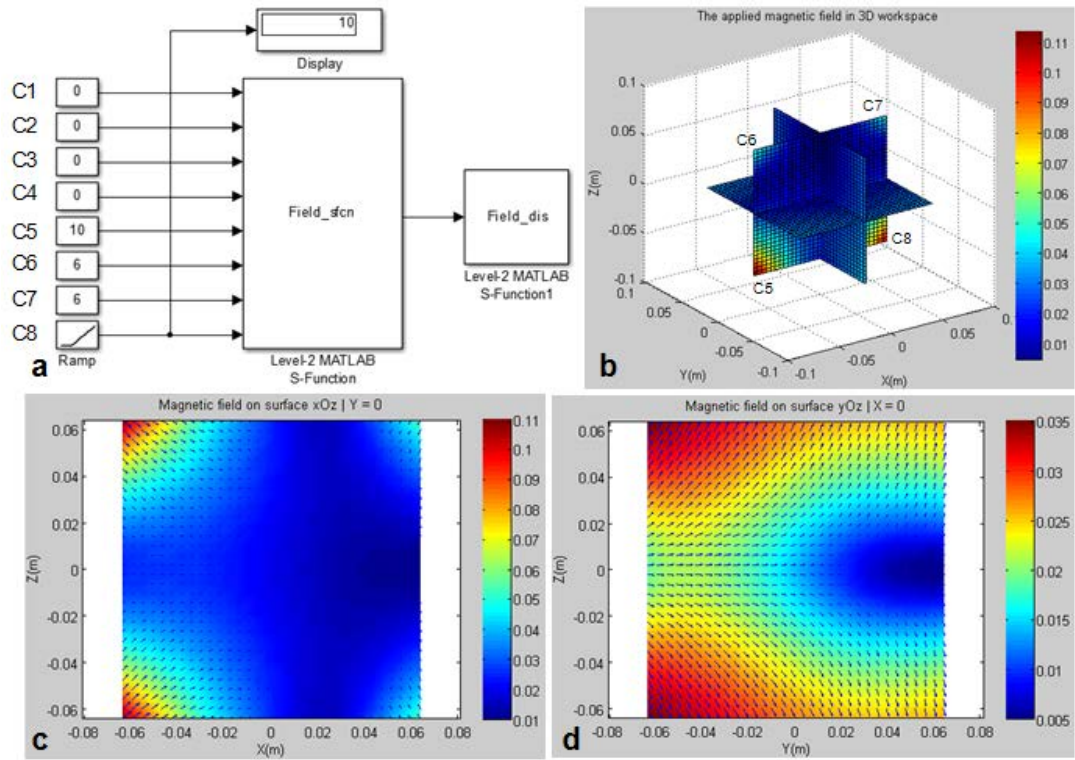 10
Display
C1 0
C2 0
C3 0
C4 0
C5 10
C6 6
C7 6
C8
Ramp
Field_sfcn
Level-2 MATLAB
S-Function
Field_dis
Level-2 MATLAB
S-Function1
a
The applied magnetic field in 3D workspace
0.1
0.05
0
-0.05
-0.1
Z(m)
C7
C6
C8
C5
0.1
0.05
0
-0.05
-0.1
Y(m)
-0.1
-0.05
0
0.05
0.1
X(m)
0.11
0.1
0.09
0.08
0.07
0.06
0.05
0.04
0.03
0.02
0.01
b
Magnetic field on surface xOz | Y = 0
0.06
0.04
0.02
0
-0.02
-0.04
-0.06
Z(m)
-0.08 -0.06 -0.04 -0.02 0 0.02 0.04 0.06 0.08
X(m)
0.11
0.1
0.09
0.08
0.07
0.06
0.05
0.04
0.03
0.02
0.01
c
Magnetic field on surface yOz | X = 0
0.06
0.04
0.02
0
-0.02
-0.04
-0.06
Z(m)
-0.08 -0.06 -0.04 -0.02 0 0.02 0.04 0.06 0.08
Y(m)
0.035
0.03
0.025
0.02
0.015
0.01
0.005
d